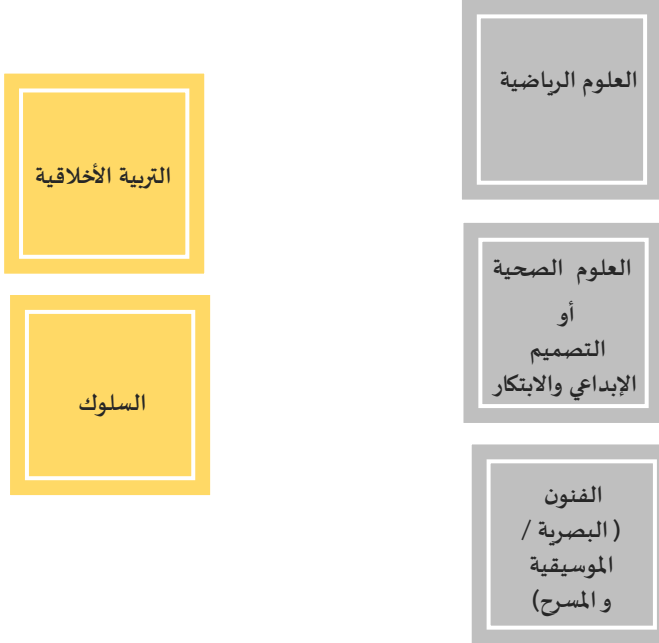 العلوم الرياضية
العلوم الصحية
أو
التصميم
الإبداعي والابتكار
الفنون
(البصرية /
الموسيقية
و المسرح)
التربية الأخلاقية
السلوك